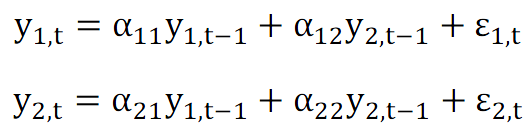 y₁,ₜ = α₁₁y₁,ₜ₋₁ + α₁₂y₂,ₜ₋₁ + ε₁,ₜ
y₂,ₜ = α₂₁y₁,ₜ₋₁ + α₂₂y₂,ₜ₋₁ + ε₂,ₜ